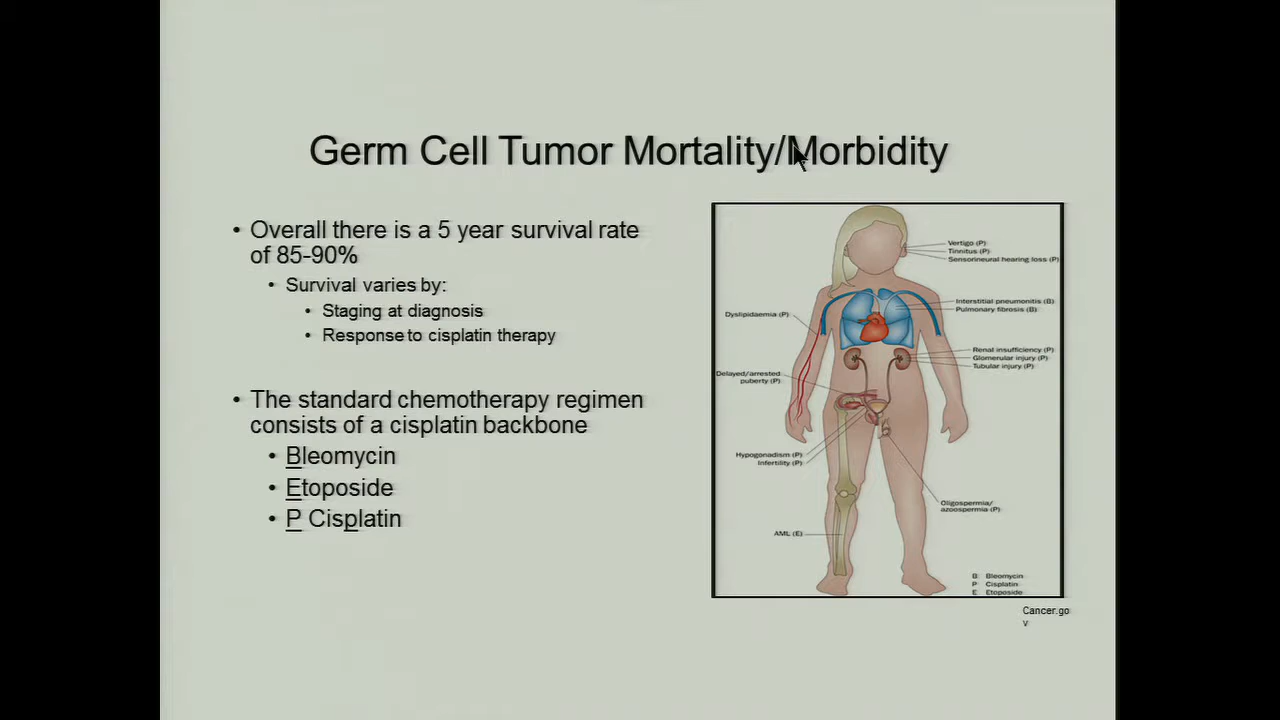 Germ Cell Tumor Mortality/Morbidity
• Overall there is a 5 year survival rate
of 85-90%
• Survival varies by:
• Staging at diagnosis
• Response to cisplatin therapy
• The standard chemotherapy regimen
consists of a cisplatin backbone
• Bleomycin
• Etoposide
• P Cisplatin
Vertigo (P)
Tinnitus (P)
Sensorineural hearing loss (P)
Interstitial pneumonitis (B)
Pulmonary fibrosis (B)
Dyslipidaemia (P)
Renal insufficiency (P)
Glomerular injury (P)
Tubular injury (P)
Delayed/arrested
puberty (P)
Hypogonadism (P)
Infertility (P)
Oligospermia/
azoospermia (P)
AML (E)
B Bleomycin
P Cisplatin
E Etoposide
Cancer.go
v